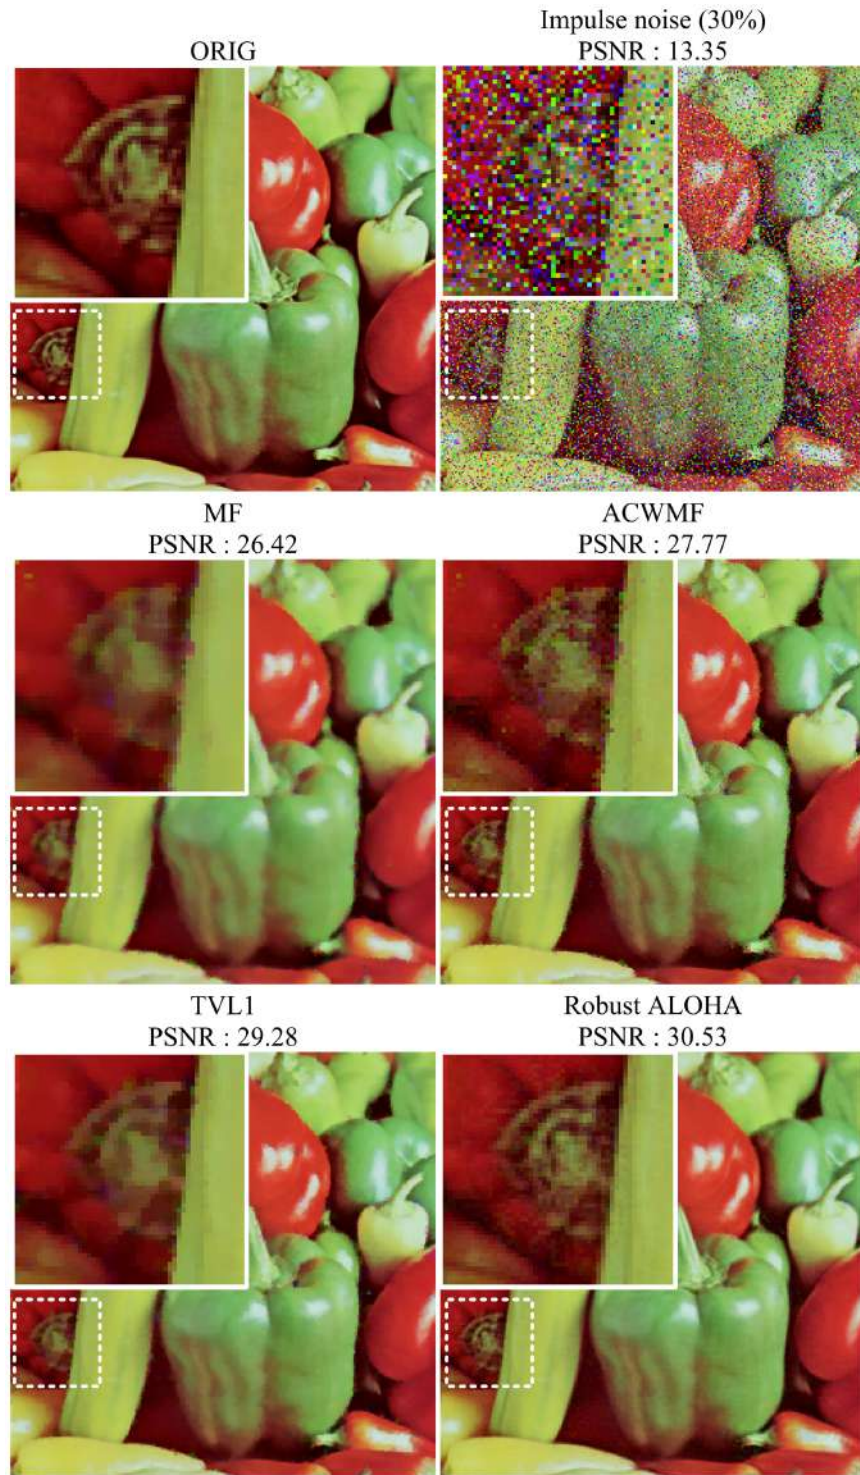 ORIG
Impulse noise (30%)
PSNR : 13.35
MF
PSNR : 26.42
ACWMF
PSNR : 27.77
TVL1
PSNR : 29.28
Robust ALOHA
PSNR : 30.53